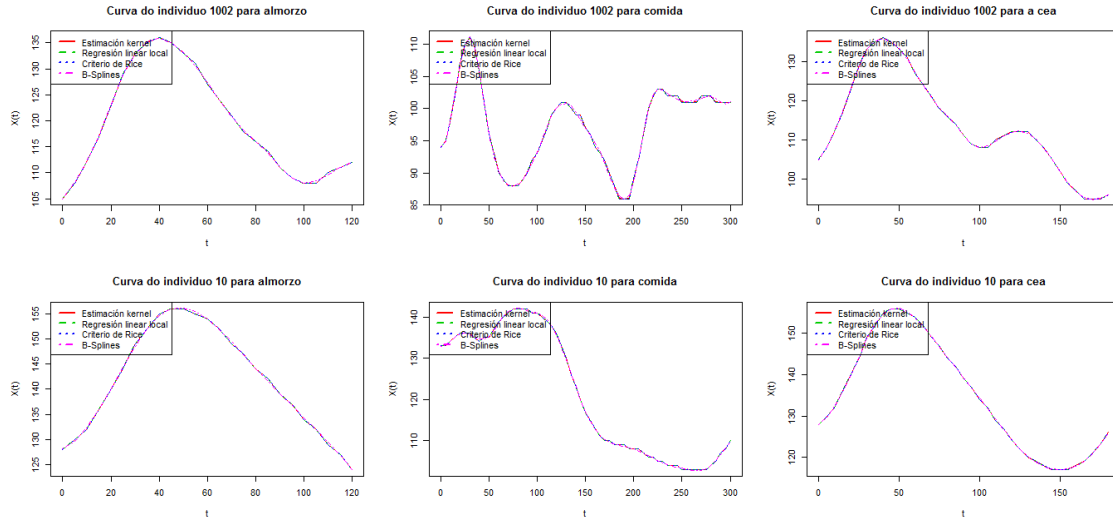 Curva do individuo 1002 para almorzo
Estimación kernel
Regresión linear local
Criterio de Rice
B-Splines
X(t)
105 110 115 120 125 130 135
0 20 40 60 80 100 120
t
Curva do individuo 1002 para comida
Estimación kernel
Regresión linear local
Criterio de Rice
B-Splines
X(t)
85 90 95 100 105 110
0 50 100 150 200 250 300
t
Curva do individuo 1002 para a cea
Estimación kernel
Regresión linear local
Criterio de Rice
B-Splines
X(t)
100 110 120 130
0 50 100 150
t
Curva do individuo 10 para almorzo
Estimación kernel
Regresión linear local
Criterio de Rice
B-Splines
X(t)
125 130 135 140 145 150 155
0 20 40 60 80 100 120
t
Curva do individuo 10 para comida
Estimación kernel
Regresión linear local
Criterio de Rice
B-Splines
X(t)
110 120 130 140
0 50 100 150 200 250 300
t
Curva do individuo 10 para cea
Estimación kernel
Regresión linear local
Criterio de Rice
B-Splines
X(t)
120 130 140 150
0 50 100 150
t